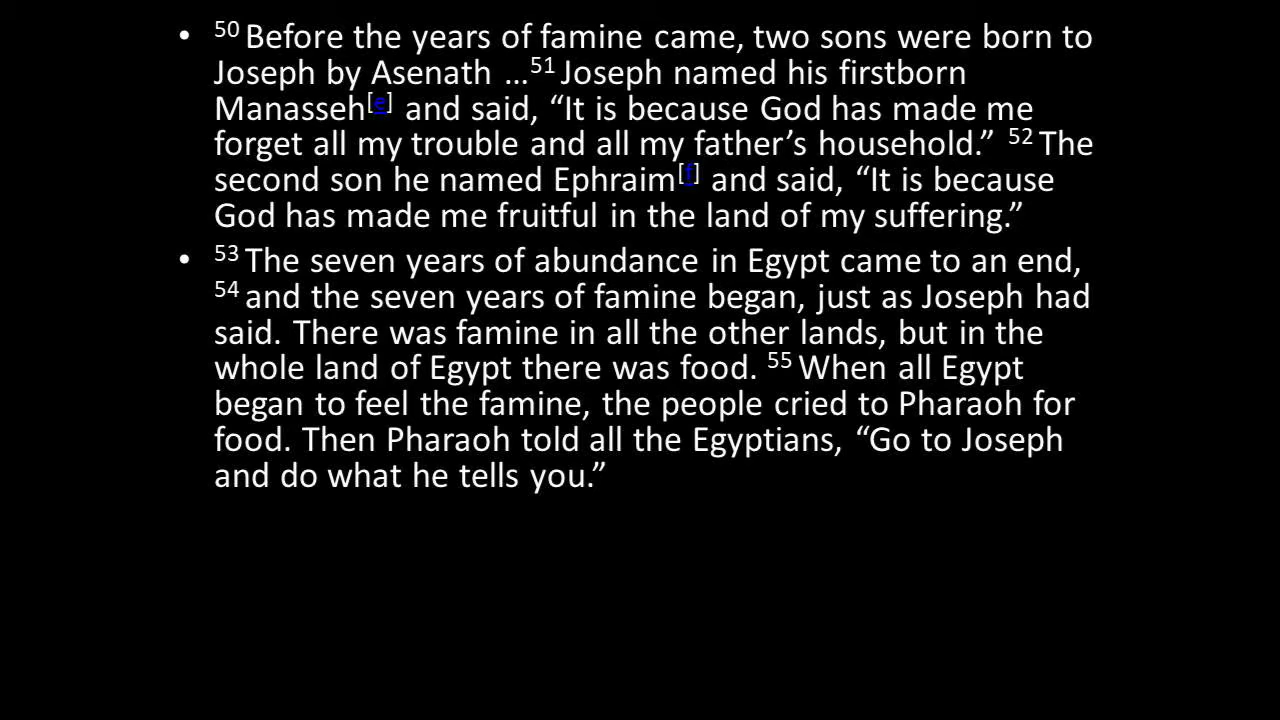 • 50 Before the years of famine came, two sons were born to
Joseph by Asenath …51 Joseph named his firstborn
Manasseh[e] and said, “It is because God has made me
forget all my trouble and all my father’s household.” 52 The
second son he named Ephraim[f] and said, “It is because
God has made me fruitful in the land of my suffering.”
• 53 The seven years of abundance in Egypt came to an end,
54 and the seven years of famine began, just as Joseph had
said. There was famine in all the other lands, but in the
whole land of Egypt there was food. 55 When all Egypt
began to feel the famine, the people cried to Pharaoh for
food. Then Pharaoh told all the Egyptians, “Go to Joseph
and do what he tells you.”